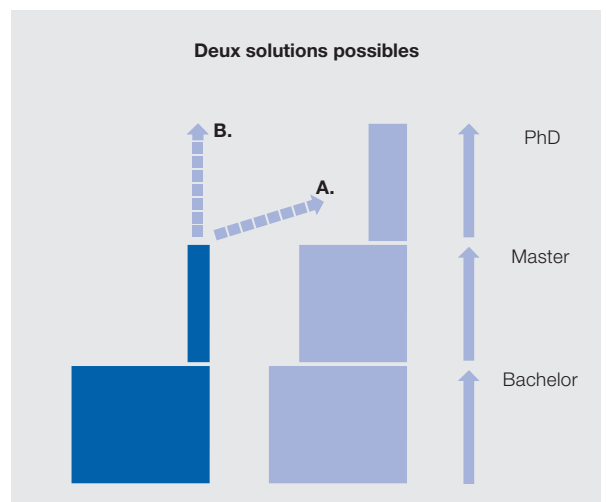 Deux solutions possibles
B.
PhD
A.
Master
Bachelor